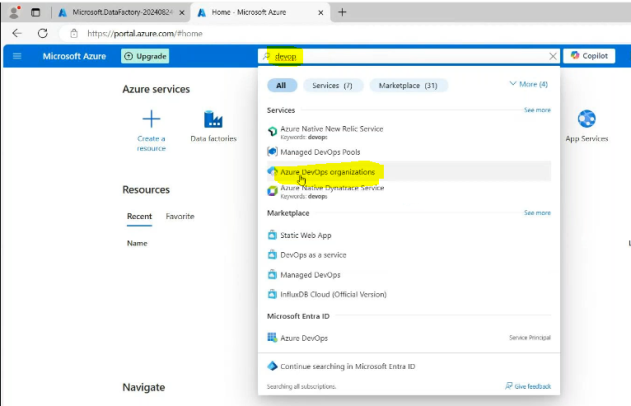 Microsoft.DataFactory-20240824
Home - Microsoft Azure
https://portal.azure.com/#home
Microsoft Azure
Upgrade
devop
Copilot
Azure services
All
Services (7)
Marketplace (31)
More (4)
Services
See more
Create a resource
Data factories
App Services
Azure Native New Relic Service
Keywords: devops
Managed DevOps Pools
Azure DevOps organizations
Azure Native Dynatrace Service
Keywords: devops
Resources
Recent
Favorite
Name
Marketplace
See more
Static Web App
DevOps as a service
Managed DevOps
InfluxDB Cloud (Official Version)
Microsoft Entra ID
Azure DevOps
Service Principal
Continue searching in Microsoft Entra ID
Searching all subscriptions.
Give feedback
Navigate